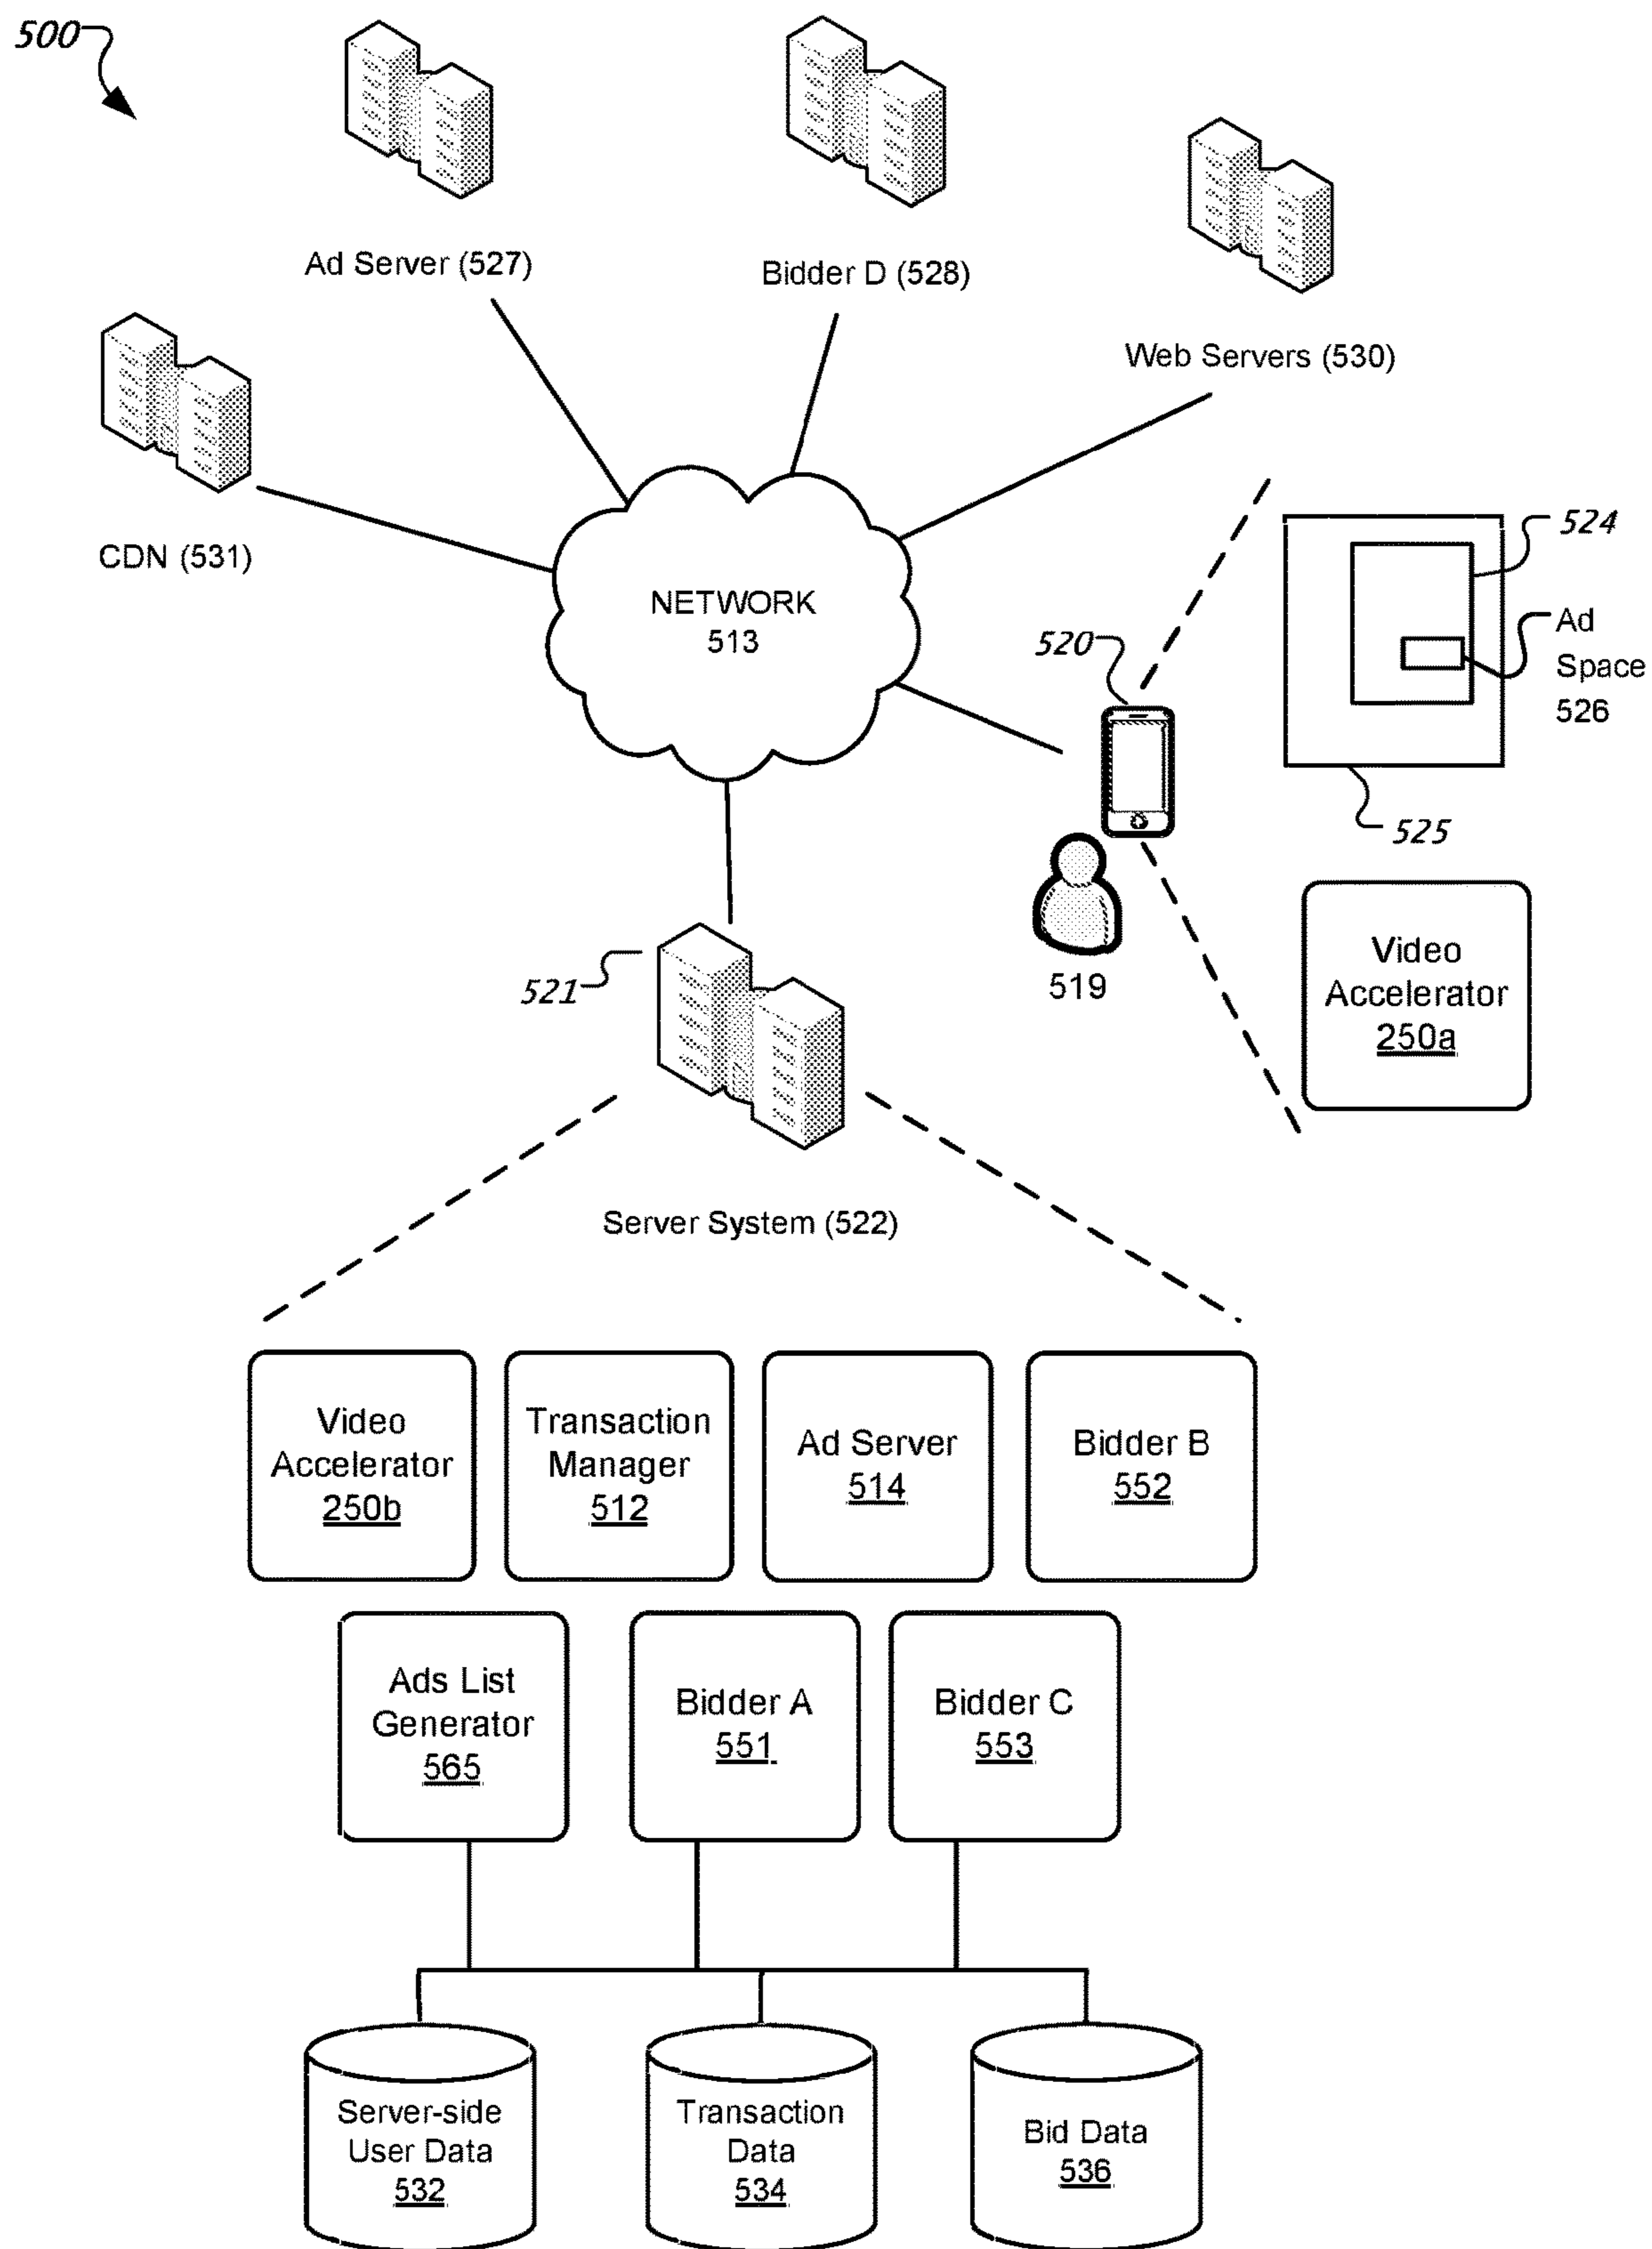 500
Ad Server (527)
Bidder D (528)
Web Servers (530)
CDN (531)
NETWORK
513
524
Ad
Space
526
520
525
519
Video
Accelerator
250a
521
Server System (522)
Video
Accelerator
250b
Transaction
Manager
512
Ad Server
514
Bidder B
552
Ads List
Generator
565
Bidder A
551
Bidder C
553
Server-side
User Data
532
Transaction
Data
534
Bid Data
536